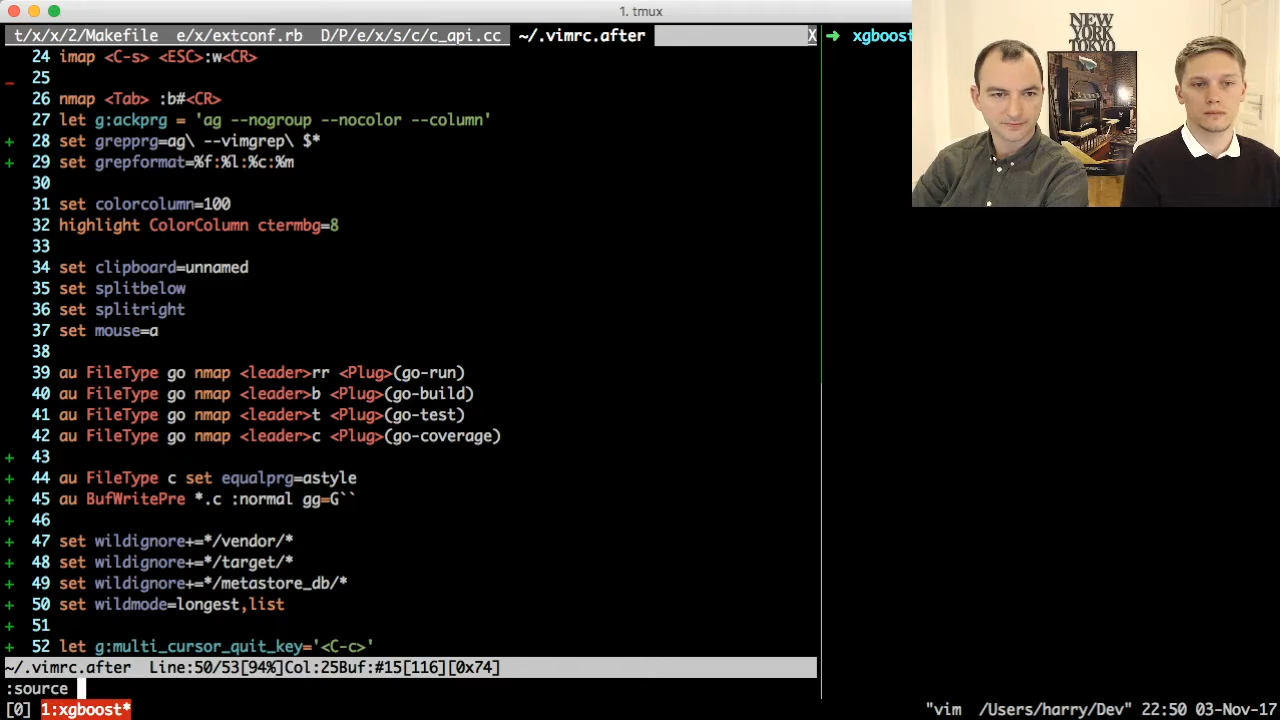 1. tmux
t/x/x/2/Makefile e/x/extconf.rb D/P/e/x/s/c/c_api.cc ~/.vimrc.after X
➜ xgboost
NEW
YORK
TOKYO
24 imap <C-s> <ESC>:w<CR>
_ 25
26 nmap <Tab> :b#<CR>
27 let g:ackprg = 'ag --nogroup --nocolor --column'
+ 28 set grepprg=ag\ --vimgrep\ $*
+ 29 set grepformat=%f:%l:%c:%m
30
31 set colorcolumn=100
32 highlight ColorColumn ctermbg=8
33
34 set clipboard=unnamed
35 set splitbelow
36 set splitright
37 set mouse=a
38
39 au FileType go nmap <leader>rr <Plug>(go-run)
40 au FileType go nmap <leader>b <Plug>(go-build)
41 au FileType go nmap <leader>t <Plug>(go-test)
42 au FileType go nmap <leader>c <Plug>(go-coverage)
+ 43
+ 44 au FileType c set equalprg=astyle
+ 45 au BufWritePre *.c :normal gg=G``
+ 46
+ 47 set wildignore+=*/vendor/*
+ 48 set wildignore+=*/target/*
+ 49 set wildignore+=*/metastore_db/*
+ 50 set wildmode=longest,list
+ 51
+ 52 let g:multi_cursor_quit_key='<C-c>'
~/.vimrc.after Line:50/53[94%]Col:25Buf:#15[116][0x74]
:source
[0] 1:xgboost* "vim /Users/harry/Dev" 22:50 03-Nov-17